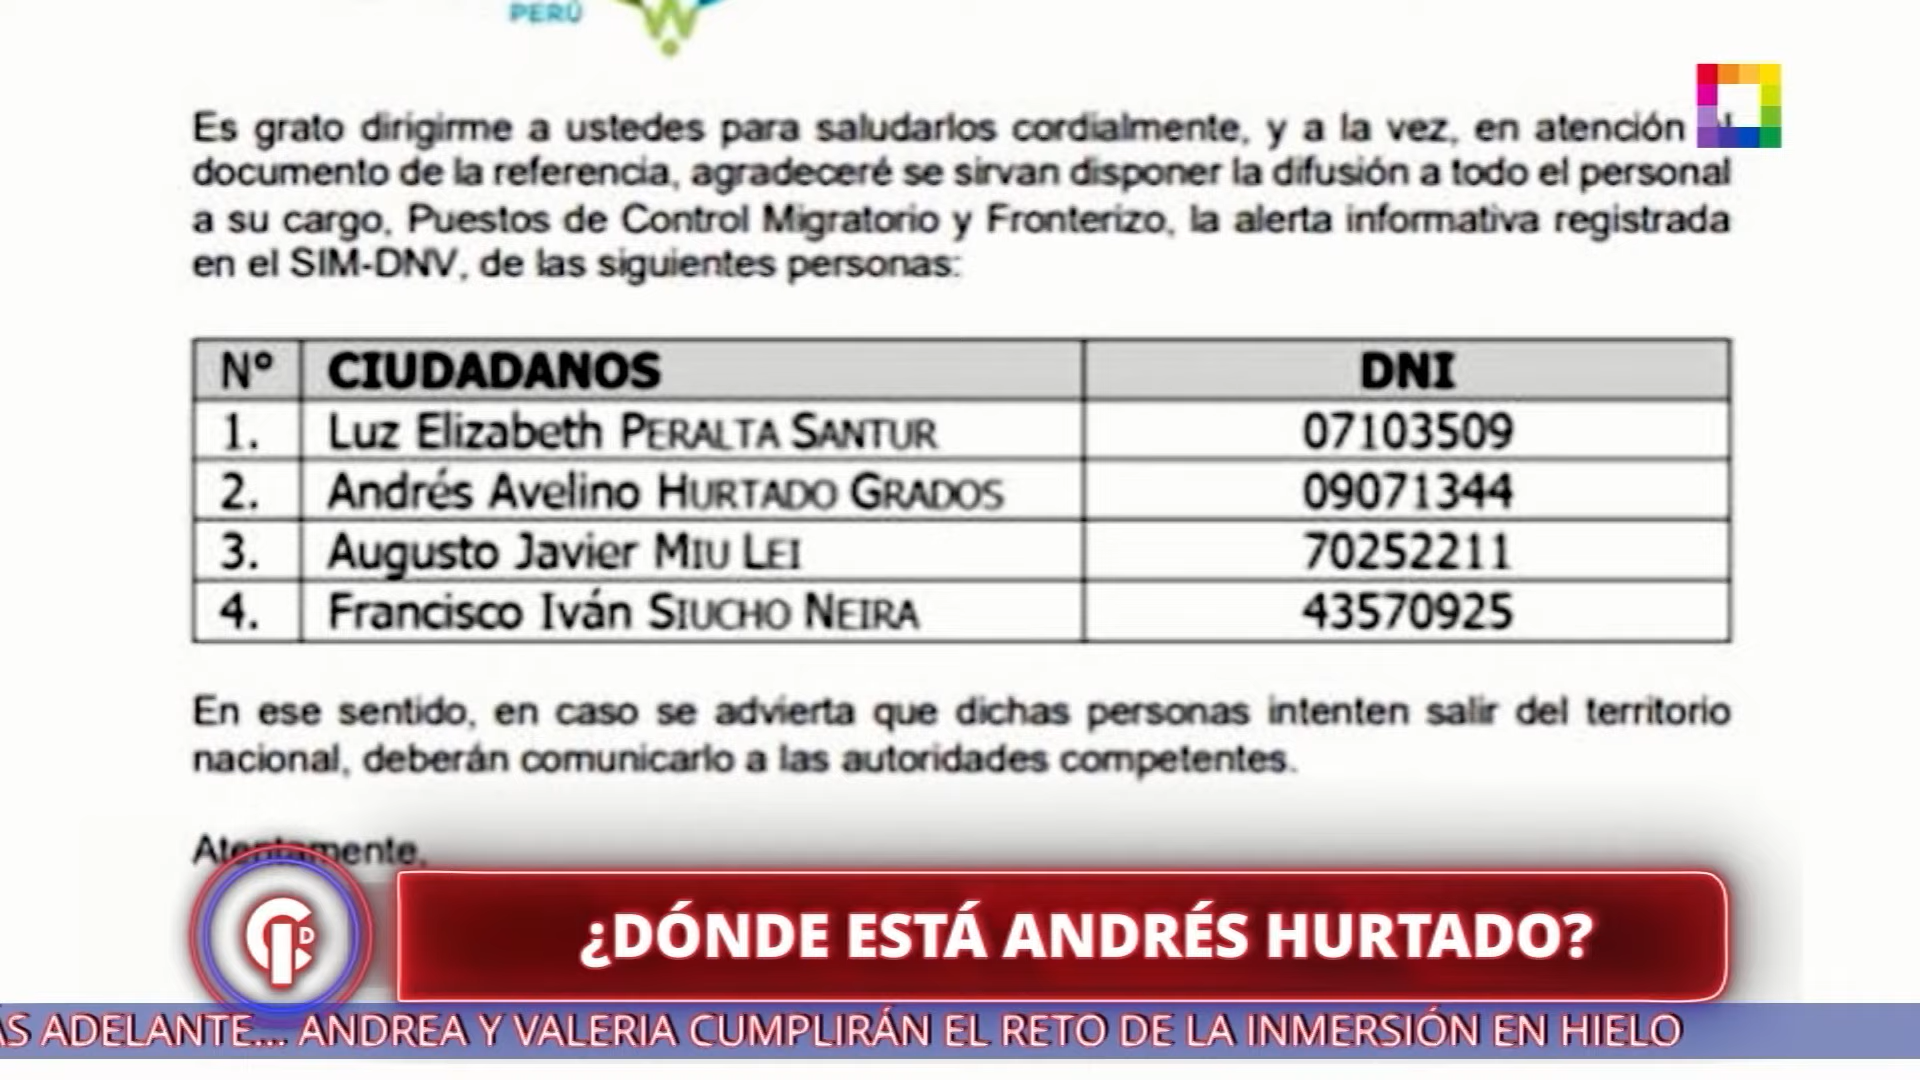 PERÚ
Es grato dirigirme a ustedes para saludarlos cordialmente, y a la vez, en atención
documento de la referencia, agradeceré se sirvan disponer la difusión a todo el personal
a su cargo, Puestos de Control Migratorio y Fronterizo, la alerta informativa registrada
en el SIM-DNV, de las siguientes personas:
N° CIUDADANOS DNI
1. Luz Elizabeth PERALTA SANTUR 07103509
2. Andrés Avelino HURTADO GRADOS 09071344
3. Augusto Javier MIU LEI 70252211
4. Francisco Iván SIUCHO NEIRA 43570925
En ese sentido, en caso se advierta que dichas personas intenten salir del territorio
nacional, deberán comunicarlo a las autoridades competentes.
Atentamente,
¿DÓNDE ESTÁ ANDRÉS HURTADO?
ÁS ADELANTE... ANDREA Y VALERIA CUMPLIRÁN EL RETO DE LA INMERSIÓN EN HIELO